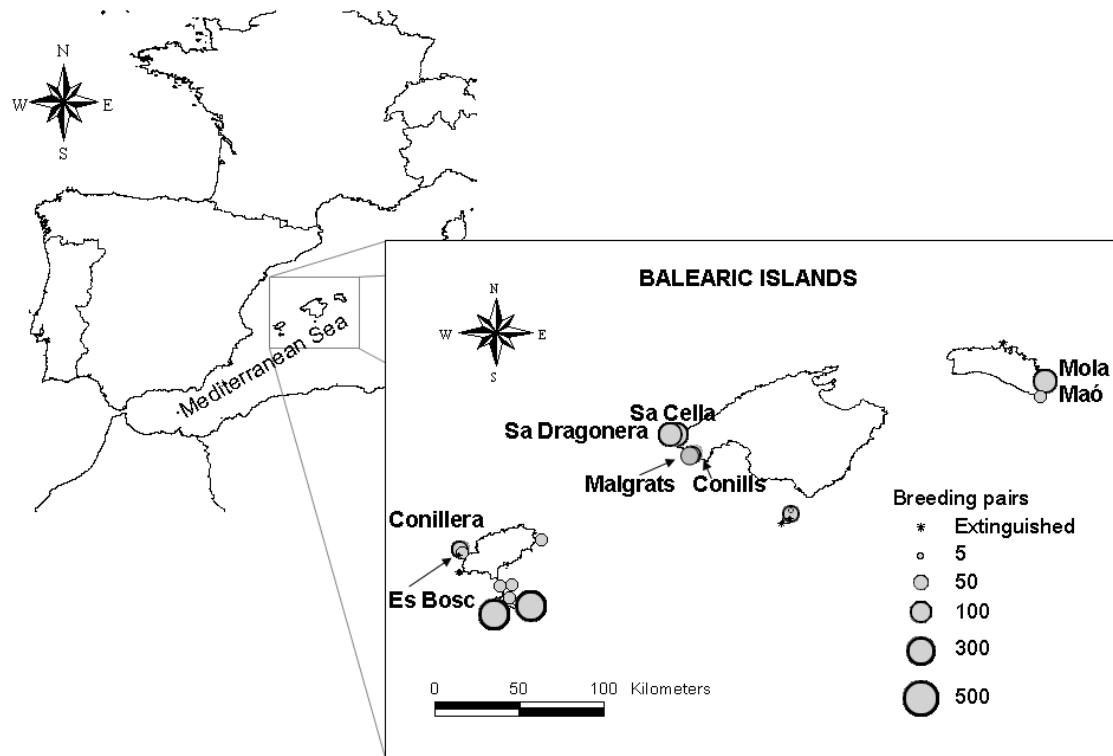 N
W E
S
Mediterranean Sea
BALEARIC ISLANDS
N
W E
S
Mola
Maó
Sa Cella
Sa Dragonera
Malgrats
Conills
Conillera
Es Bosc
Breeding pairs
Extinguished
5
50
100
300
500
0 50 100 Kilometers